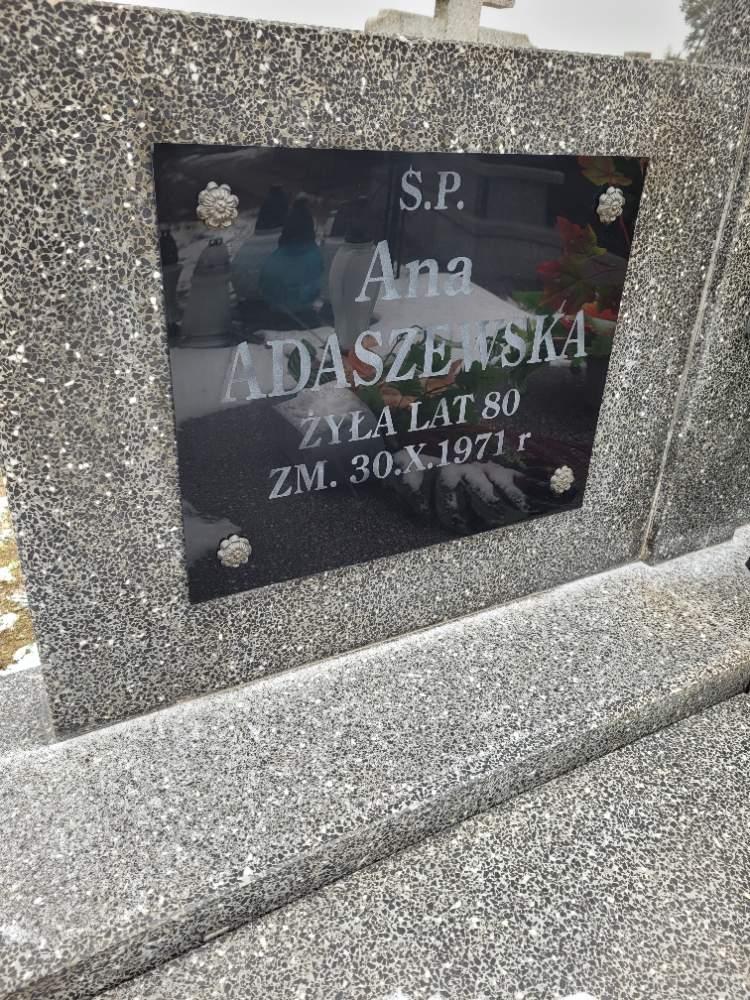 Ś.P.
Ana
ADASZEWSKA
ŻYŁA LAT 80
ZM. 30.X.1971 r